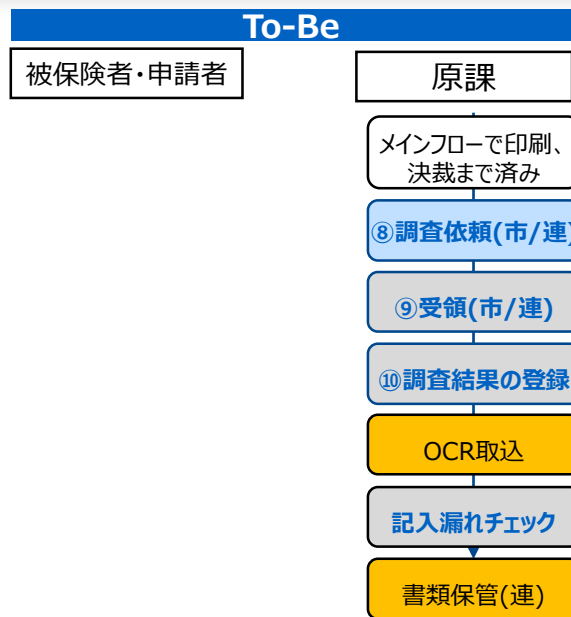 To-Be
被保険者・申請者
原課
メインフローで印刷、
決裁まで済み
⑧調査依頼(市/連)
⑨受領(市/連)
⑩調査結果の登録
OCR取込
記入漏れチェック
書類保管(連)